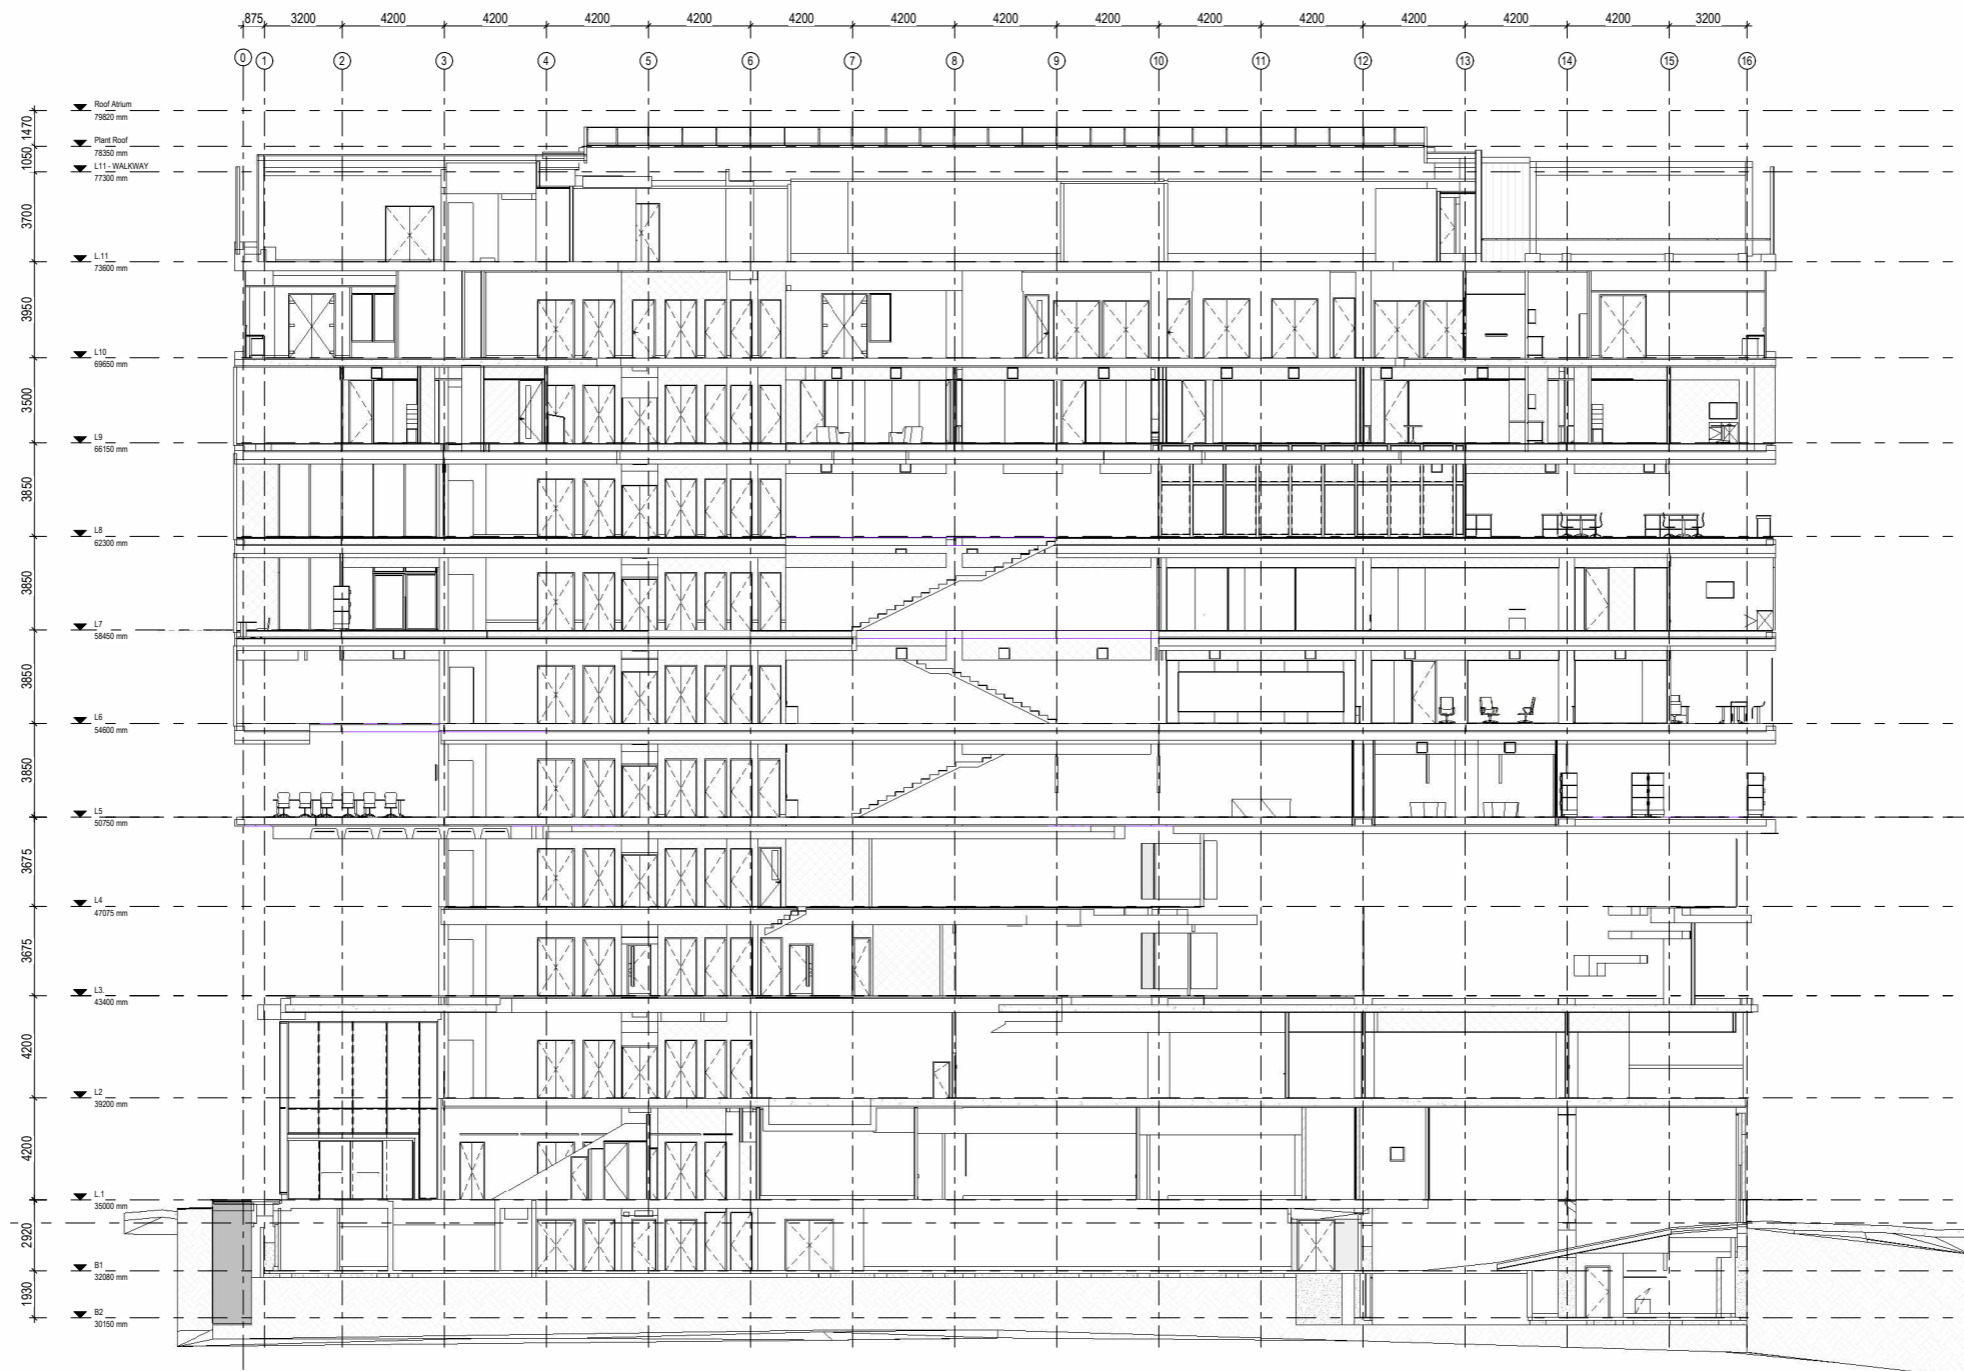 875 3200 4200 4200 4200 4200 4200 4200 4200 4200 4200 4200 4200 4200 4200 3200
0 1 2 3 4 5 6 7 8 9 10 11 12 13 14 15 16
Roof Atrium
79820 mm
1470
Plant Roof
78350 mm
1050
L11 - WALKWAY
77300 mm
3700
L.11
73600 mm
3950
L10
69650 mm
3500
L9
66150 mm
3850
L8
62300 mm
3850
L7
58450 mm
3850
L6
54600 mm
3850
L5
50750 mm
3675
L4
47075 mm
3675
L3.
43400 mm
4200
L2
39200 mm
4200
L.1
35000 mm
2920
B1
32080 mm
1930
B2
30150 mm